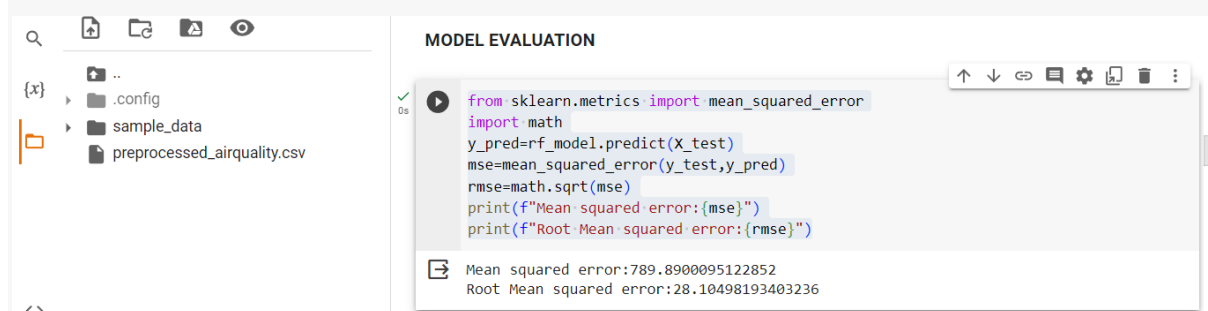 MODEL EVALUATION
{x}
..
.config
sample_data
preprocessed_airquality.csv
0s
from sklearn.metrics import mean_squared_error
import math
y_pred=rf_model.predict(X_test)
mse=mean_squared_error(y_test,y_pred)
rmse=math.sqrt(mse)
print(f"Mean squared error:{mse}")
print(f"Root Mean squared error:{rmse}")
Mean squared error:789.8900095122852
Root Mean squared error:28.10498193403236